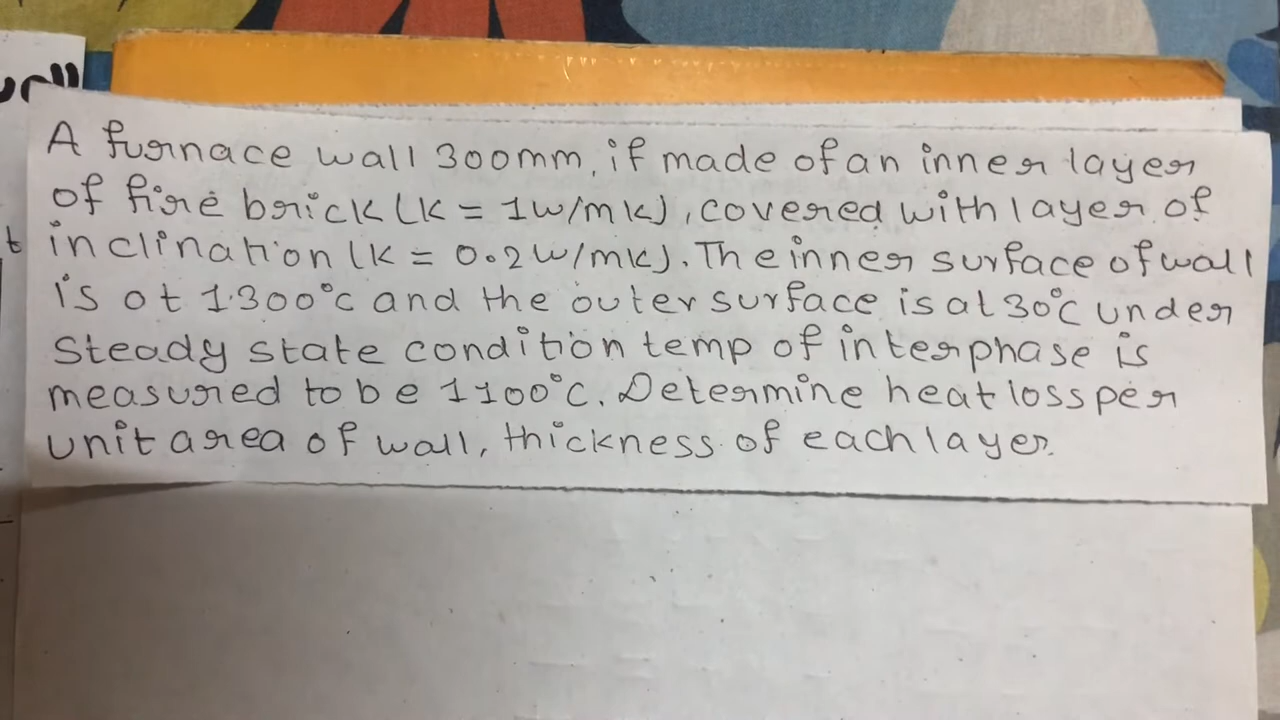 A furnace wall 300mm, if made of an inner layer
of fire brick (K = 1w/mk), covered with layer of
inclination (K = 0.2w/mk). The inner surface of wall
is at 1300°c and the outer surface is at 30°C under
Steady state condition temp of interphase is
measured to be 1100°C. Determine heat loss per
unit area of wall, thickness of each layer.